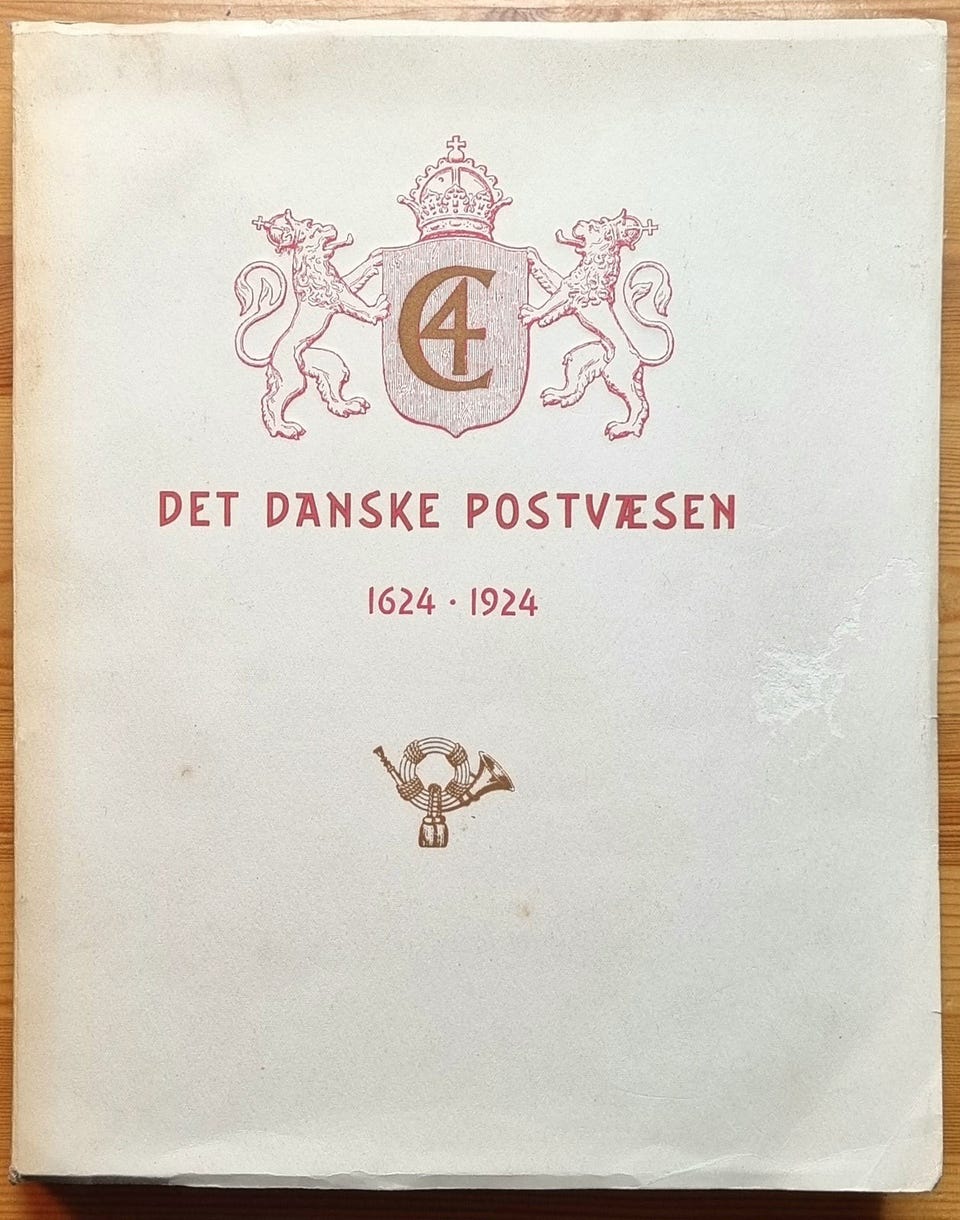 C4
DET DANSKE POSTVÆSEN
1624 · 1924